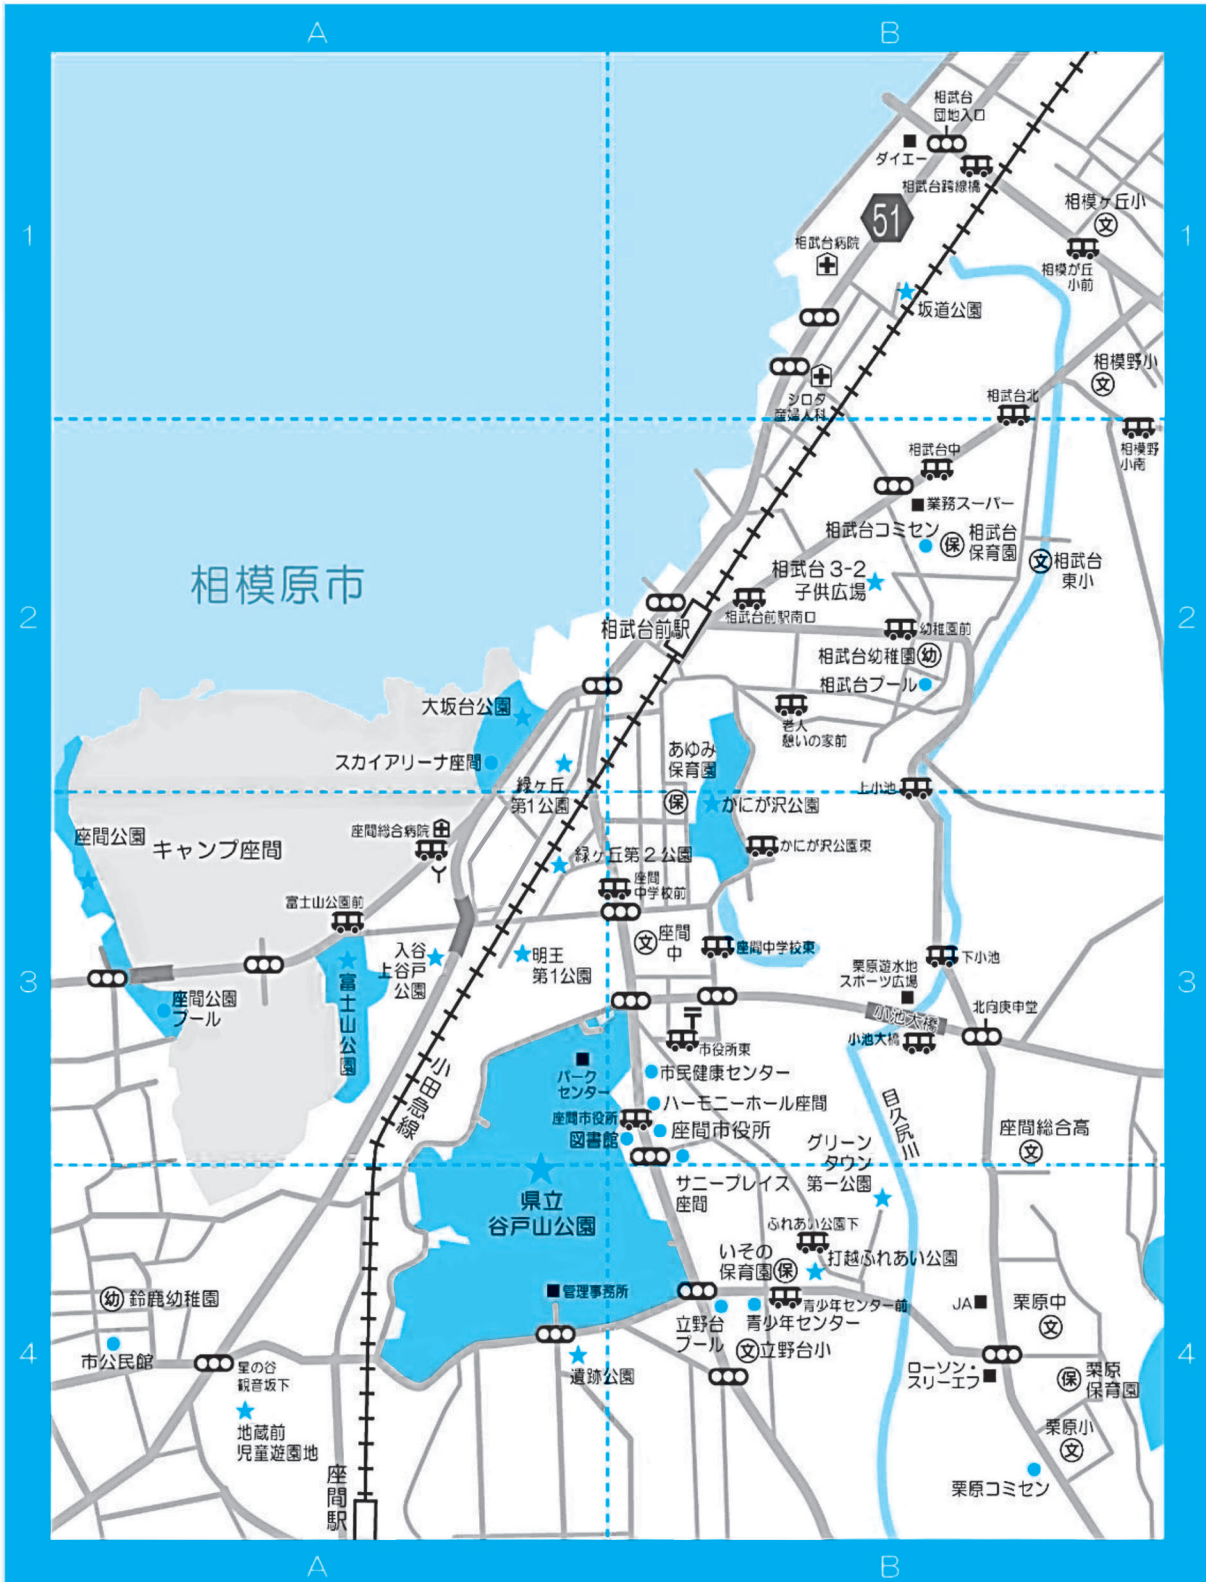 A
B
1
1
相武台
団地入口
ダイエー
相武台跨線橋
51
相武台病院
相模ヶ丘小
文
相模が丘
小前
坂道公園
シロタ
産婦人科
相模野小
文
相武台北
相模野
小南
相武台中
業務スーパー
相武台コミセン
保
相武台
保育園
文
相武台
東小
相武台3-2
子供広場
相模原市
2
2
相武台前駅
相武台前駅南口
幼稚園前
相武台幼稚園
幼
相武台プール
老人
憩いの家前
大坂台公園
スカイアリーナ座間
緑ヶ丘
第1公園
あゆみ
保育園
保
かにが沢公園
上小池
座間公園
キャンプ座間
座間総合病院
緑ヶ丘第2公園
かにが沢公園東
座間
中学校前
富士山公園前
入谷
上谷戸
公園
明王
第1公園
文
座間
中
座間中学校東
栗原遊水地
スポーツ広場
下小池
北向庚申堂
3
3
座間公園
プール
富士山公園
小池大橋
小池大橋
市役所東
〒
小田急線
パーク
センター
市民健康センター
ハーモニーホール座間
座間市役所
座間市役所
図書館
目久尻川
グリーン
タウン
第一公園
座間総合高
文
サニープレイス
座間
県立
谷戸山公園
ふれあい公園下
いその
保育園
保
打越ふれあい公園
幼
鈴鹿幼稚園
管理事務所
青少年センター前
立野台
プール
青少年センター
JA
栗原中
文
4
4
市公民館
星の谷
観音坂下
遺跡公園
文
立野台小
ローソン・
スリーエフ
保
栗原
保育園
地蔵前
児童遊園地
栗原小
文
座間駅
栗原コミセン
A
B